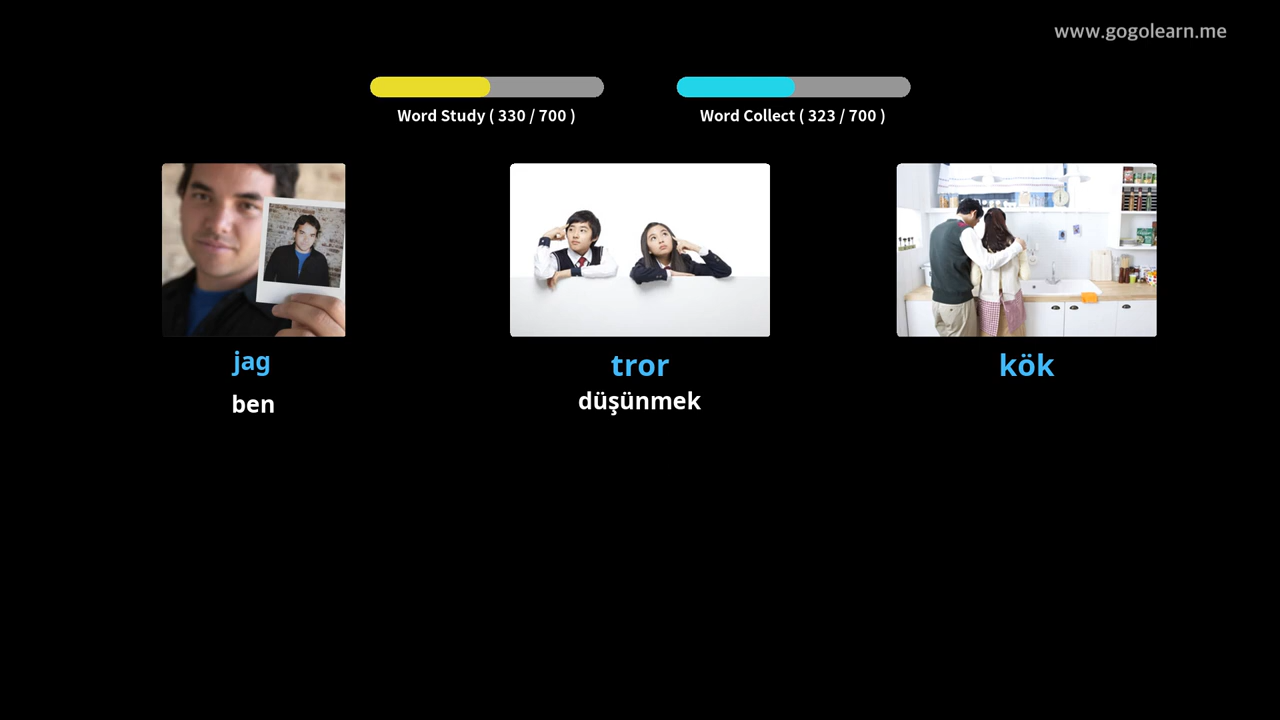 www.gogolearn.me
Word Study ( 330 / 700 )
Word Collect ( 323 / 700 )
jag
tror
kök
ben
düşünmek